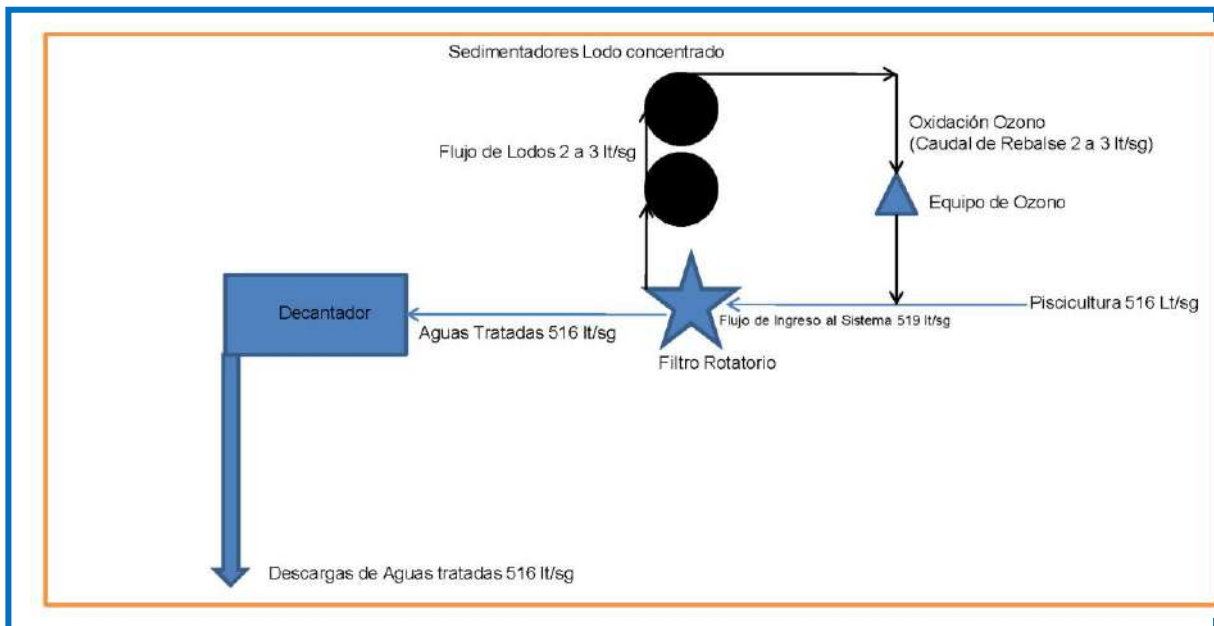 Sedimentadores Lodo concentrado
Oxidación Ozono
(Caudal de Rebalse 2 a 3 lt/sg)
Flujo de Lodos 2 a 3 lt/sg
Equipo de Ozono
Decantador
Piscicultura 516 Lt/sg
Flujo de Ingreso al Sistema 519 lt/sg
Aguas Tratadas 516 lt/sg
Filtro Rotatorio
Descargas de Aguas tratadas 516 lt/sg